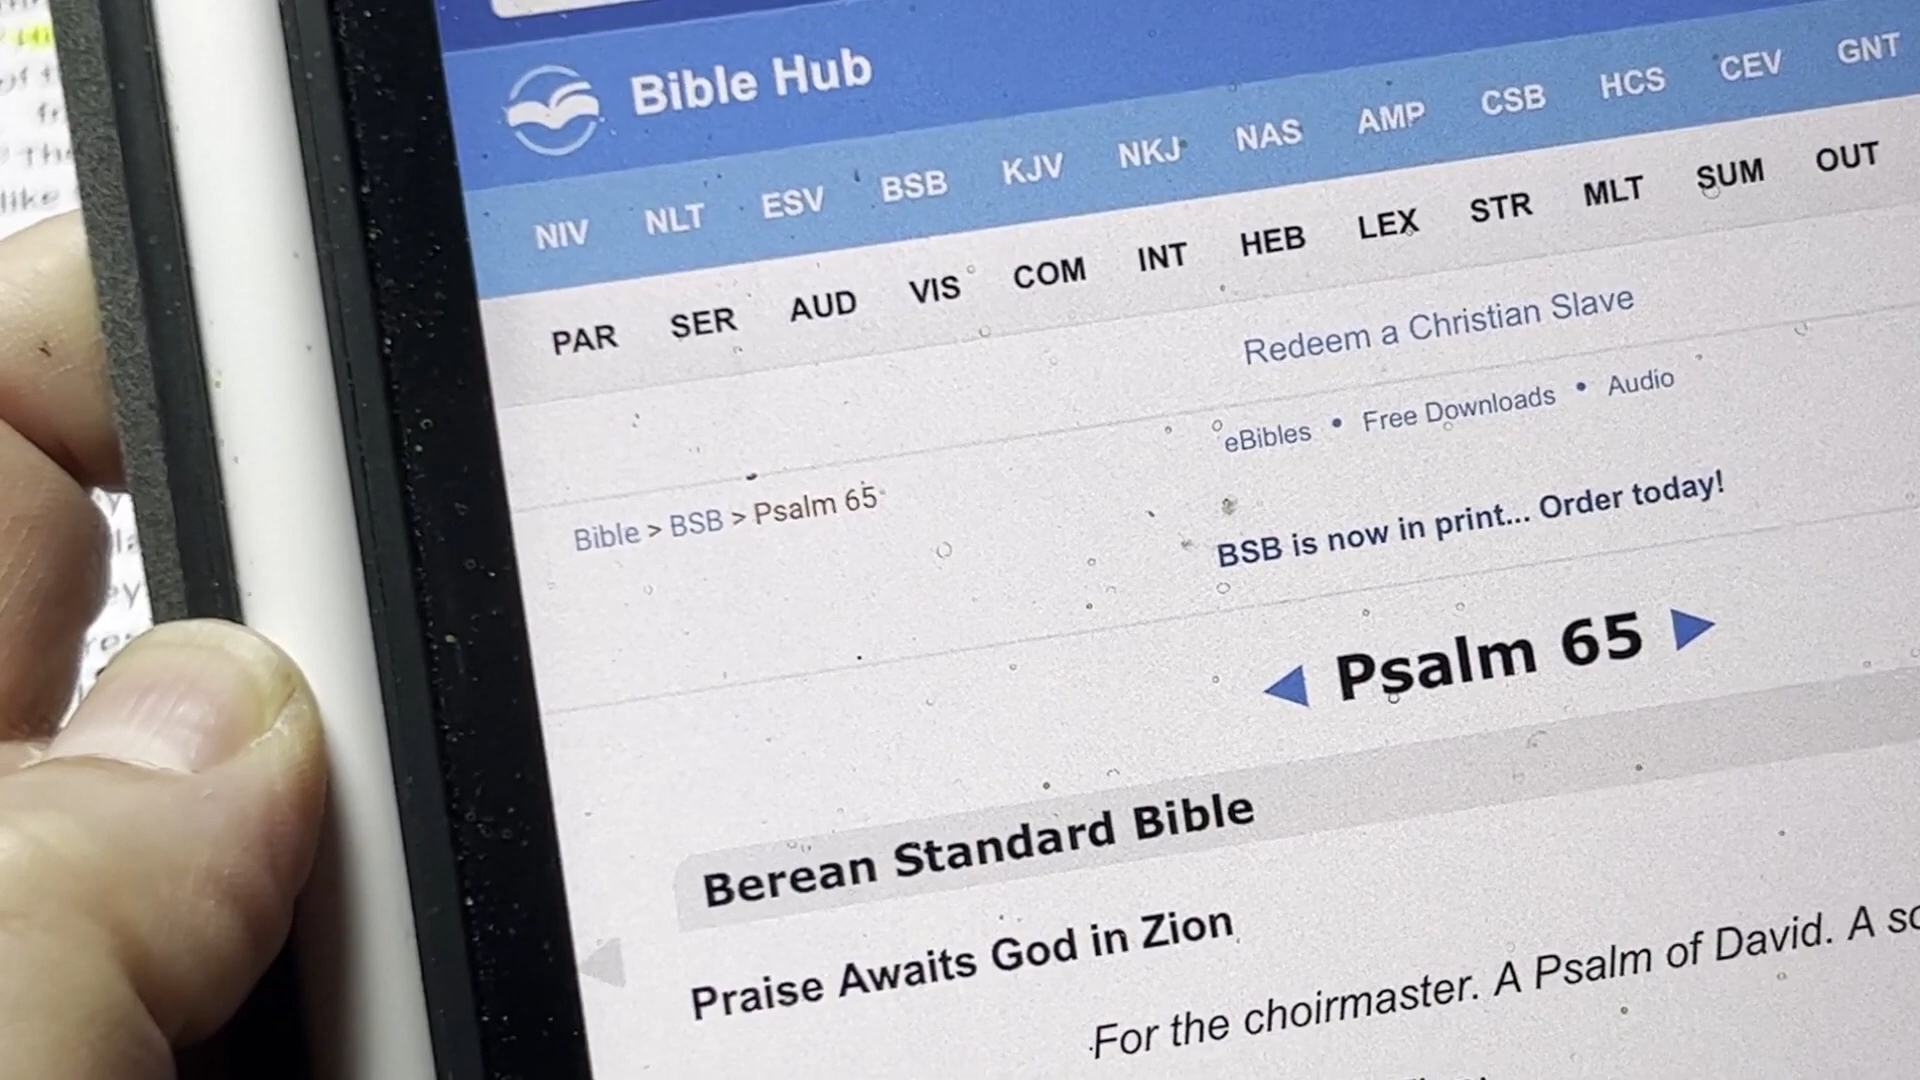 Bible Hub
NIV NLT ESV BSB KJV NKJ NAS AMP CSB HCS CEV GNT
PAR SER AUD VIS COM INT HEB LEX STR MLT SUM OUT
Redeem a Christian Slave
eBibles • Free Downloads • Audio
Bible > BSB > Psalm 65
BSB is now in print... Order today!
◄ Psalm 65 ►
Berean Standard Bible
Praise Awaits God in Zion
For the choirmaster. A Psalm of David. A
like